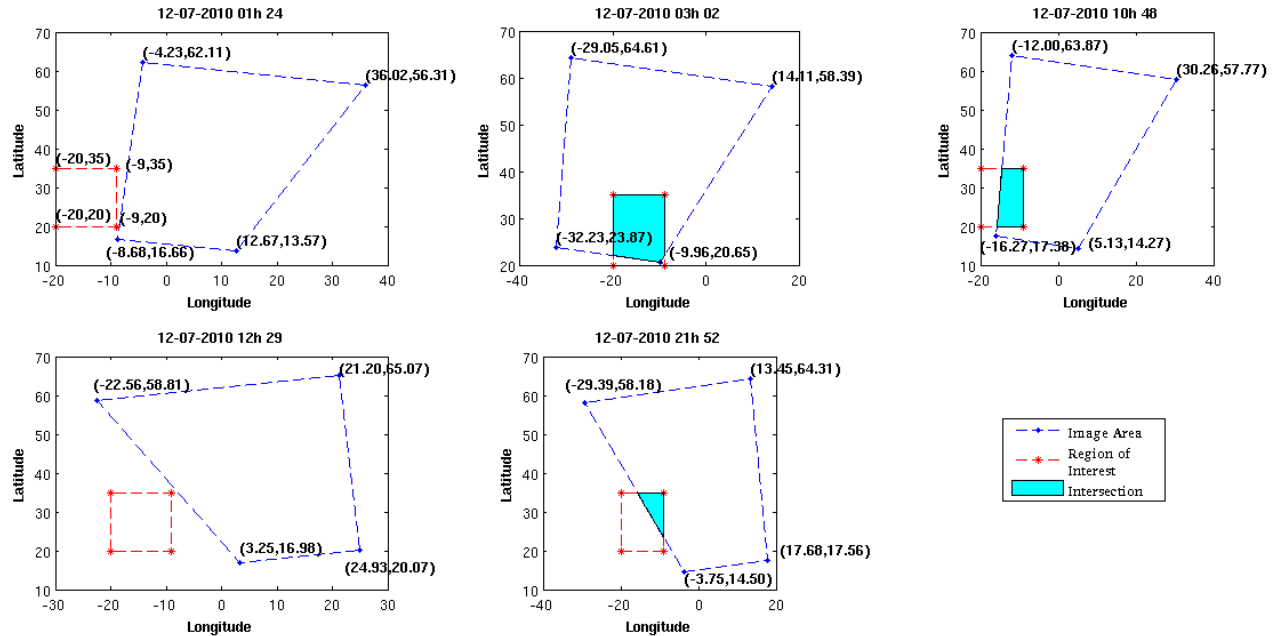 12-07-2010 01h 24
(-4.23,62.11)
(36.02,56.31)
(-20,35)
(-9,35)
(-20,20)
(-9,20)
(-8.68,16.66)
(12.67,13.57)
Latitude
70
60
50
40
30
20
10
-20 -10 0 10 20 30 40
Longitude
12-07-2010 03h 02
(-29.05,64.61)
(14.11,58.39)
(-32.23,23.87)
(-9.96,20.65)
Latitude
70
60
50
40
30
20
-40 -20 0 20
Longitude
12-07-2010 10h 48
(-12.00,63.87)
(30.26,57.77)
(-16.27,17.38)
(5.13,14.27)
Latitude
70
60
50
40
30
20
10
-20 0 20 40
Longitude
12-07-2010 12h 29
(-22.56,58.81)
(21.20,65.07)
(3.25,16.98)
(24.93,20.07)
Latitude
70
60
50
40
30
20
10
-30 -20 -10 0 10 20 30
Longitude
12-07-2010 21h 52
(-29.39,58.18)
(13.45,64.31)
(17.68,17.56)
(-3.75,14.50)
Latitude
70
60
50
40
30
20
10
-40 -20 0 20
Longitude
Image Area
Region of
Interest
Intersection